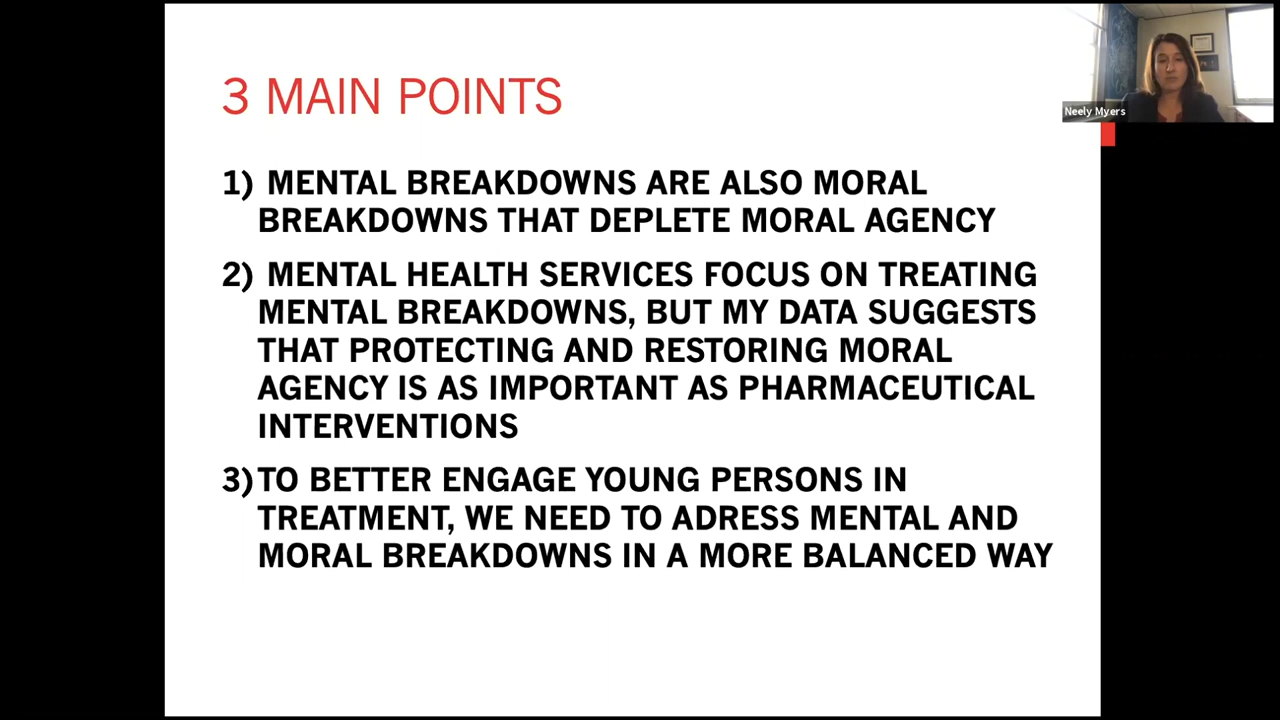 3 MAIN POINTS
Neely Myers
1) MENTAL BREAKDOWNS ARE ALSO MORAL
BREAKDOWNS THAT DEPLETE MORAL AGENCY
2) MENTAL HEALTH SERVICES FOCUS ON TREATING
MENTAL BREAKDOWNS, BUT MY DATA SUGGESTS
THAT PROTECTING AND RESTORING MORAL
AGENCY IS AS IMPORTANT AS PHARMACEUTICAL
INTERVENTIONS
3) TO BETTER ENGAGE YOUNG PERSONS IN
TREATMENT, WE NEED TO ADRESS MENTAL AND
MORAL BREAKDOWNS IN A MORE BALANCED WAY